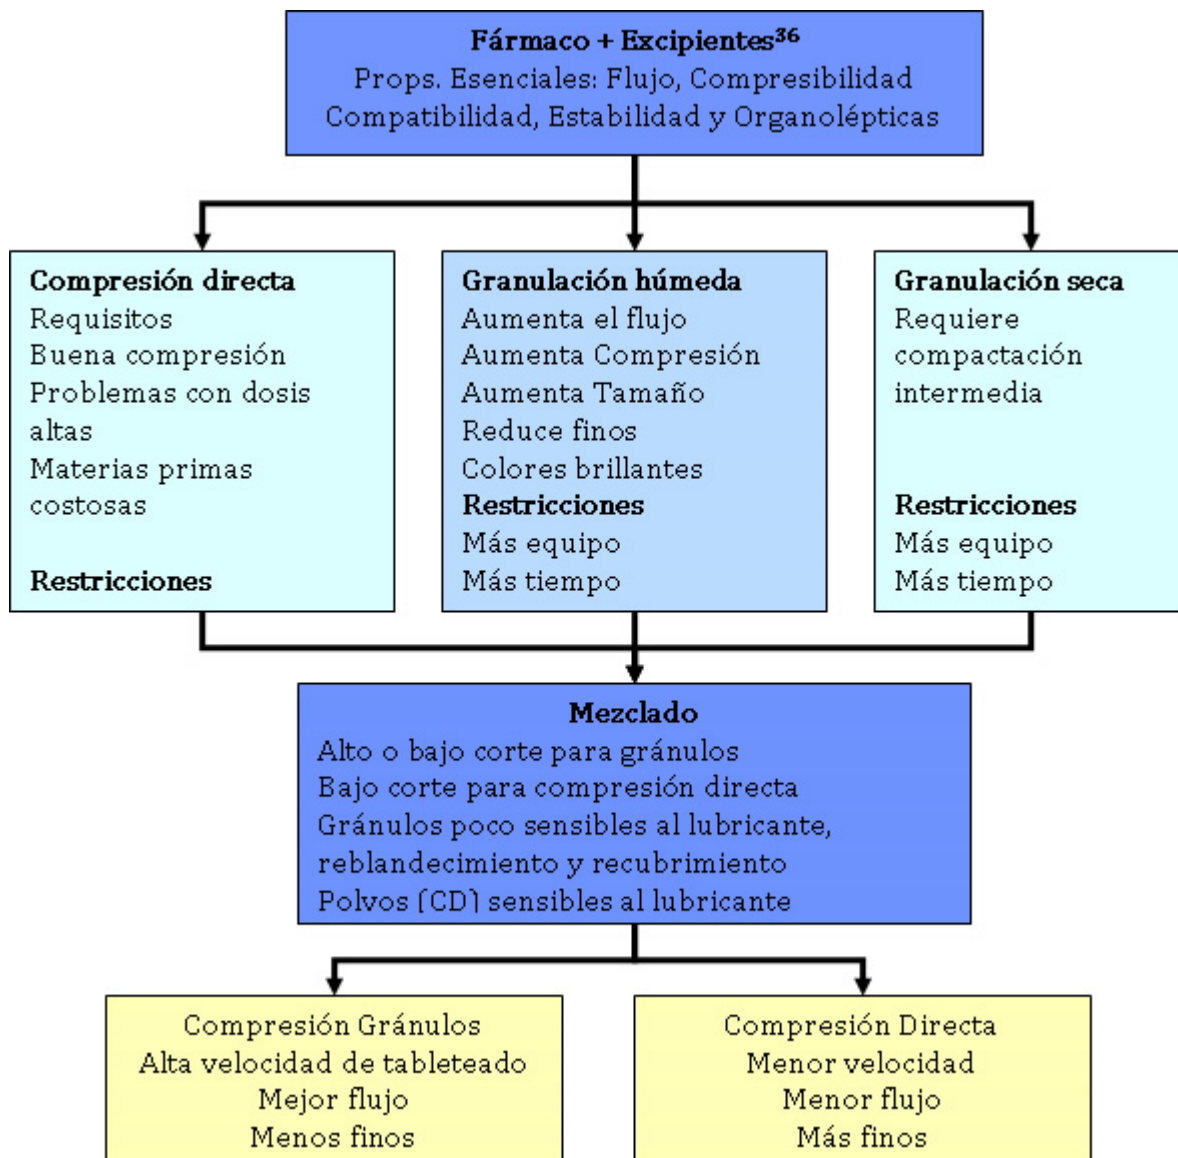 Fármaco + Excipientes³⁶
Props. Esenciales: Flujo, Compresibilidad
Compatibilidad, Estabilidad y Organolépticas
Compresión directa
Requisitos
Buena compresión
Problemas con dosis
altas
Materias primas
costosas
Restricciones
Granulación húmeda
Aumenta el flujo
Aumenta Compresión
Aumenta Tamaño
Reduce finos
Colores brillantes
Restricciones
Más equipo
Más tiempo
Granulación seca
Requiere
compactación
intermedia
Restricciones
Más equipo
Más tiempo
Mezclado
Alto o bajo corte para gránulos
Bajo corte para compresión directa
Gránulos poco sensibles al lubricante,
reblandecimiento y recubrimiento
Polvos (CD) sensibles al lubricante
Compresión Gránulos
Alta velocidad de tableteado
Mejor flujo
Menos finos
Compresión Directa
Menor velocidad
Menor flujo
Más finos